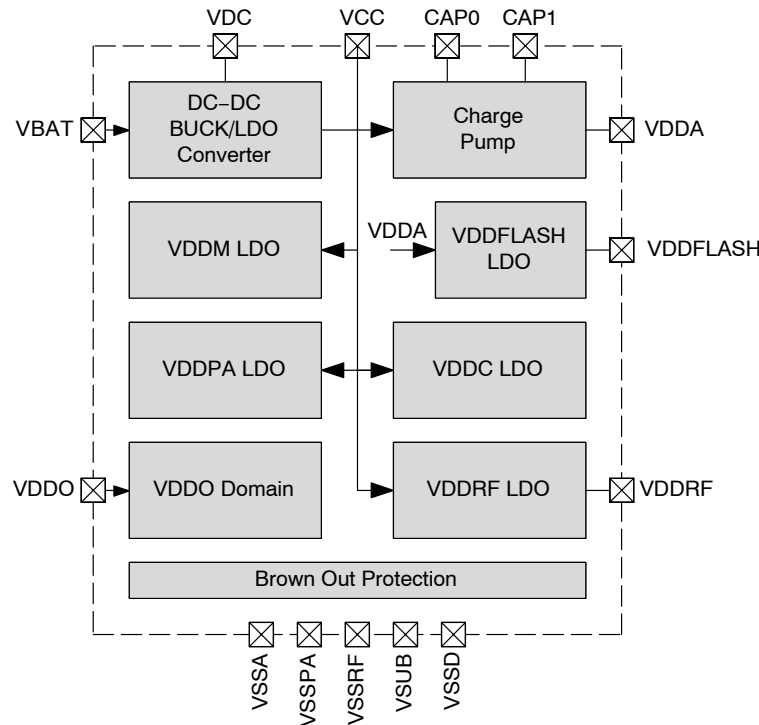 VDC
VCC
CAP0
CAP1
VBAT
DC–DC
BUCK/LDO
Converter
Charge
Pump
VDDA
VDDM LDO
VDDA
VDDFLASH
LDO
VDDFLASH
VDDPA LDO
VDDC LDO
VDDO
VDDO Domain
VDDRF LDO
VDDRF
Brown Out Protection
VSSA
VSSPA
VSSRF
VSUB
VSSD